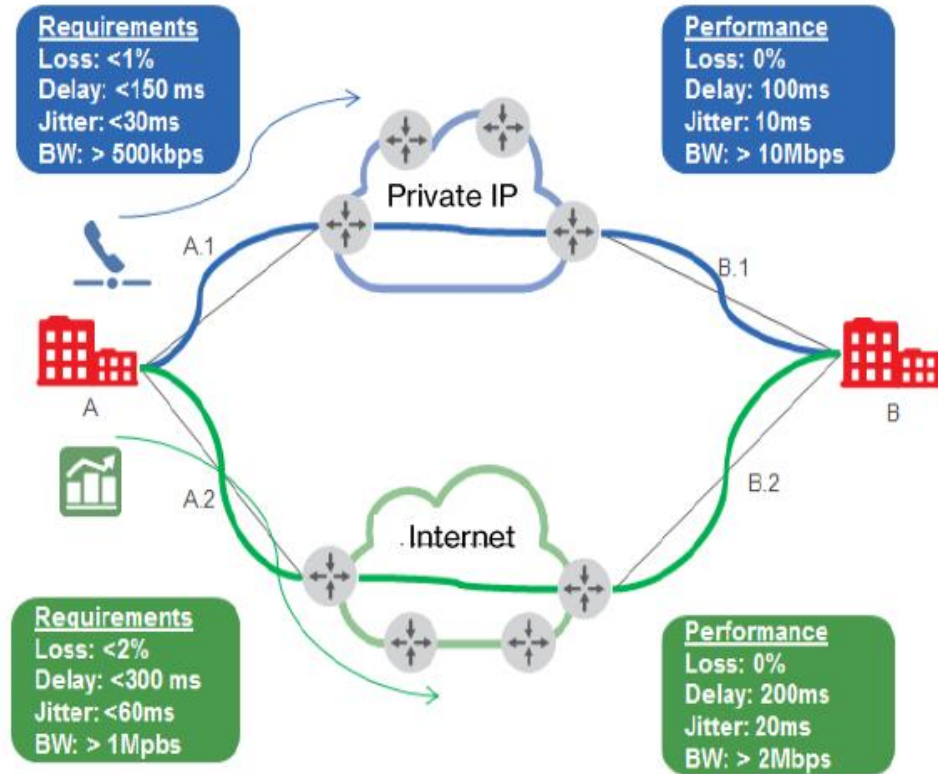 Requirements
Loss: <1%
Delay: <150 ms
Jitter: <30ms
BW: > 500kbps
Performance
Loss: 0%
Delay: 100ms
Jitter: 10ms
BW: > 10Mbps
Private IP
A.1
B.1
A
B
A.2
B.2
Internet
Requirements
Loss: <2%
Delay: <300 ms
Jitter: <60ms
BW: > 1Mpbs
Performance
Loss: 0%
Delay: 200ms
Jitter: 20ms
BW: > 2Mbps